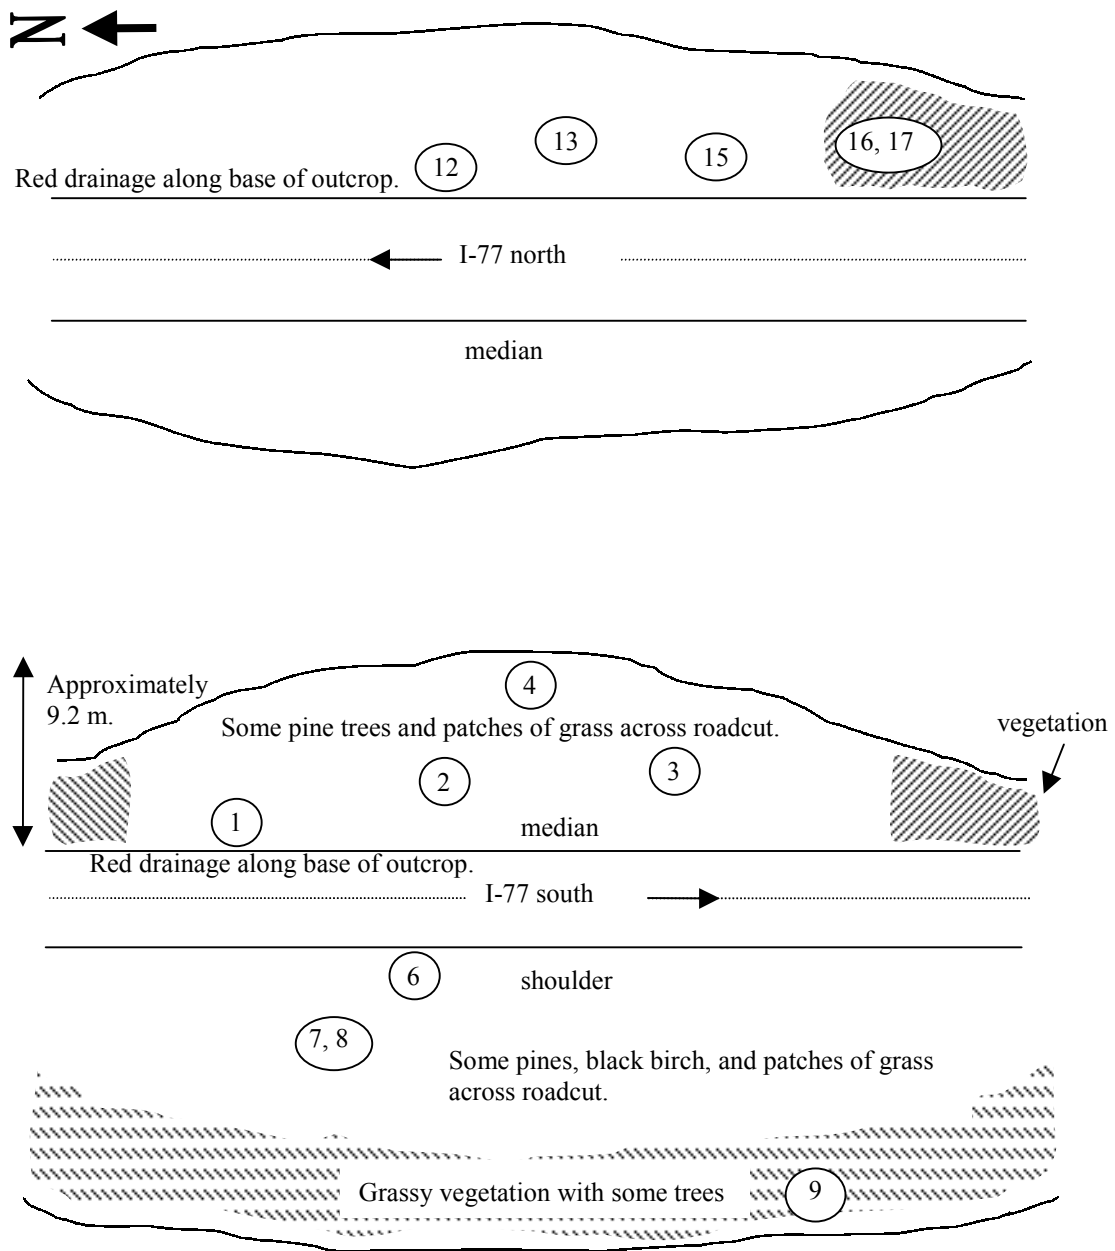 N
13
12
15
16, 17
Red drainage along base of outcrop.
I-77 north
median
4
Approximately
9.2 m.
Some pine trees and patches of grass across roadcut.
vegetation
2
3
1
median
Red drainage along base of outcrop.
I-77 south
6
shoulder
7, 8
Some pines, black birch, and patches of grass
across roadcut.
Grassy vegetation with some trees
9